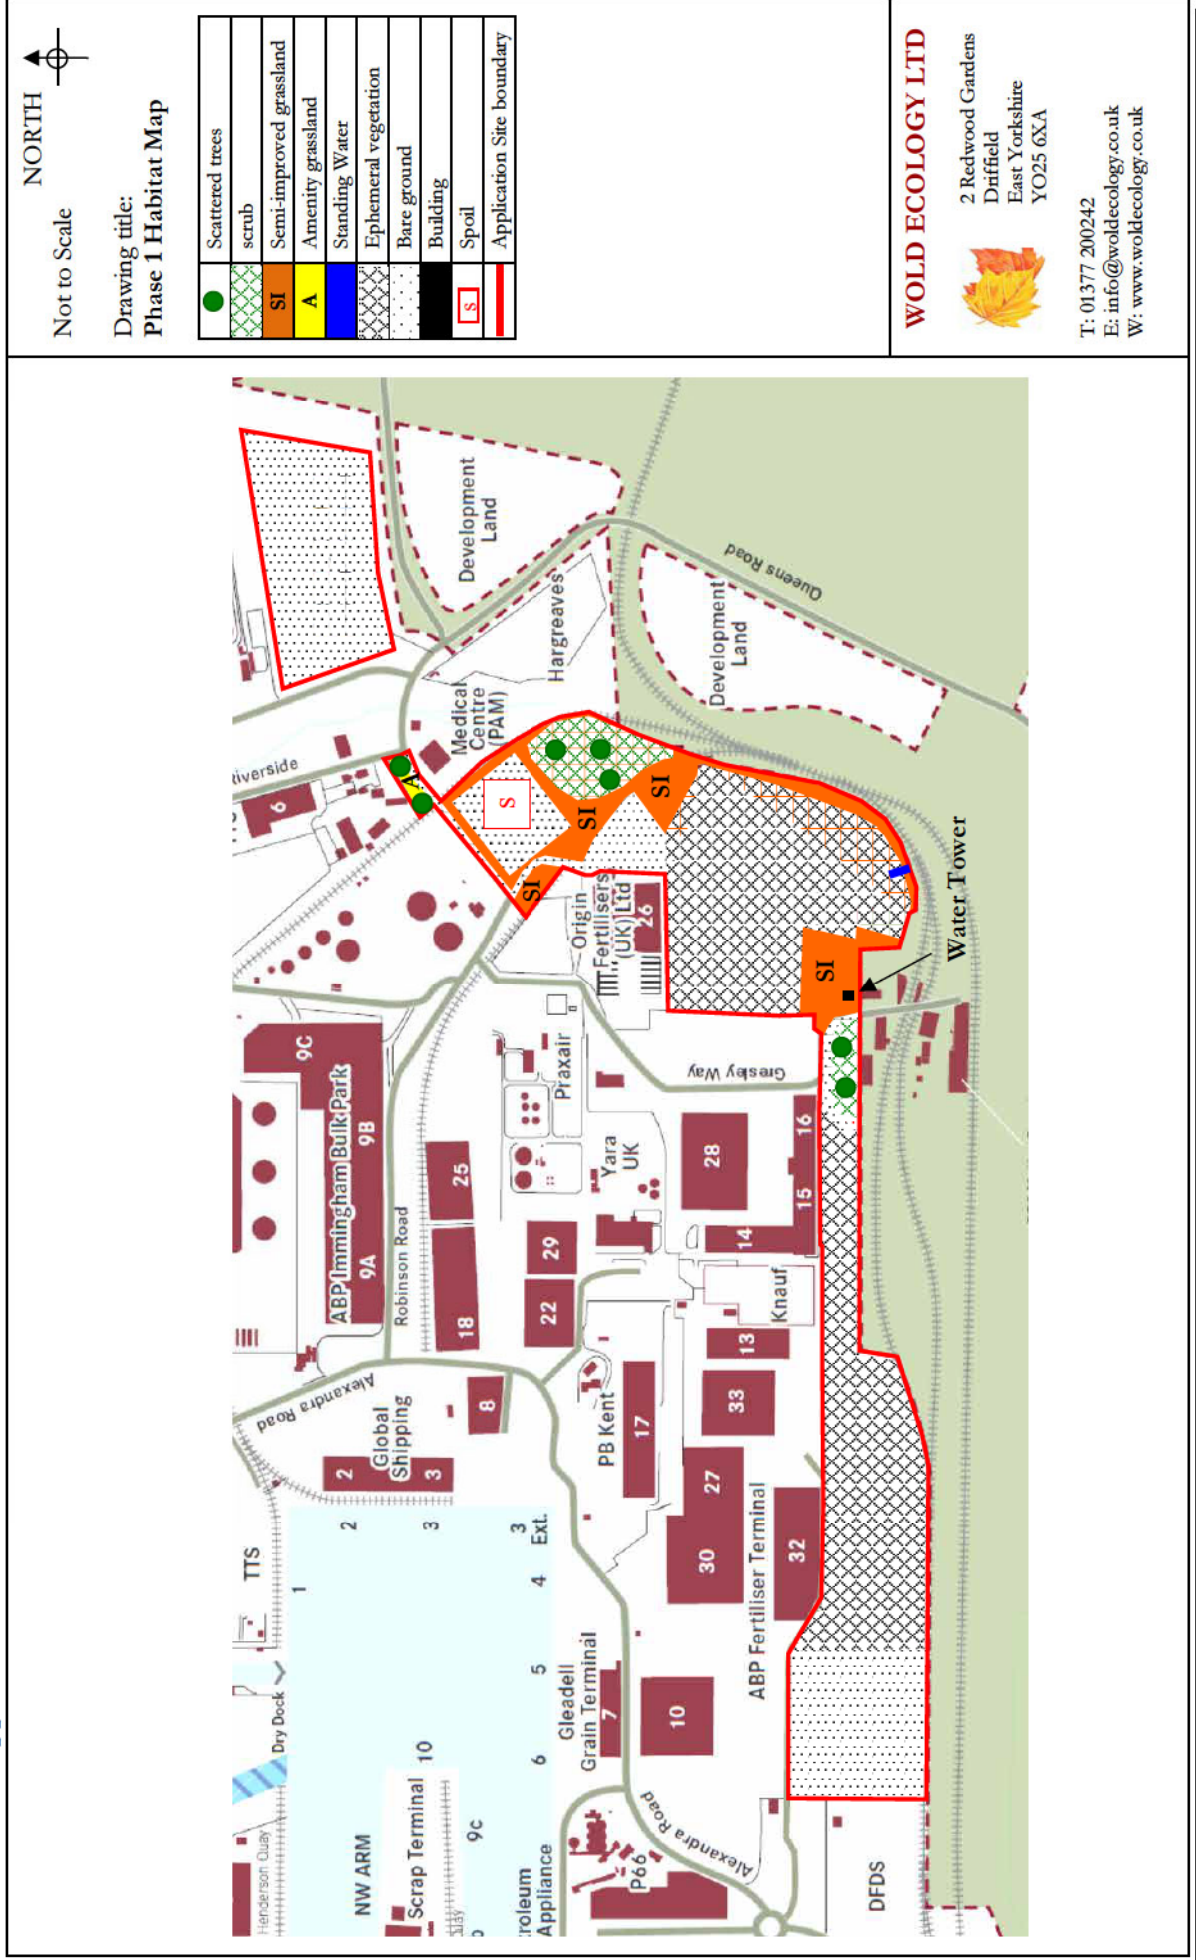 NORTH
Not to Scale
Drawing title:
Phase 1 Habitat Map
Scattered trees
scrub
SI
Semi-improved grassland
A
Amenity grassland
Standing Water
Ephemeral vegetation
Bare ground
Building
S
Spoil
Application Site boundary
WOLD ECOLOGY LTD
2 Redwood Gardens
Driffield
East Yorkshire
YO25 6XA
T: 01377 200242
E: info@woldecology.co.uk
W: www.woldecology.co.uk
Henderson Quay
Dry Dock
TTS
1
2
3
3
Ext.
4
5
6
NW ARM
10
Scrap Terminal
9c
Appliance
2
3
Global
Shipping
8
Alexandra Road
ABP Immingham Bulk Park
9A
9B
9C
Robinson Road
18
25
22
29
6
Medical
Centre
(PAM)
Hargreaves
Development
Land
Development
Land
Queens Road
A
S
SI
SI
SI
SI
Origin
Fertilisers
(UK) Ltd
26
Praxair
Gresley Way
Yara
UK
28
16
15
14
Knauf
13
33
PB Kent
17
27
30
32
ABP Fertiliser Terminal
Gleadell
Grain Terminal
7
10
Alexandra Road
P66
DFDS
Water Tower